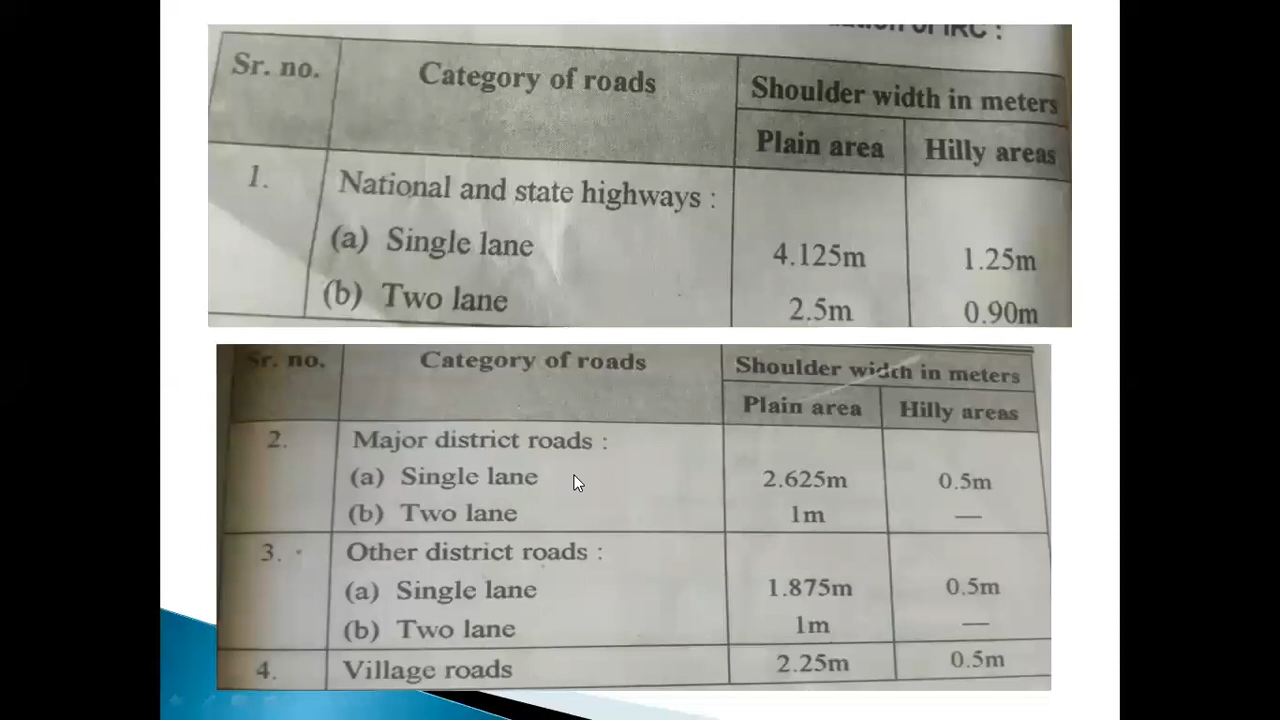 of IRC :
Sr. no. Category of roads Shoulder width in meters
Plain area Hilly areas
1. National and state highways :
(a) Single lane 4.125m 1.25m
(b) Two lane 2.5m 0.90m
Sr. no. Category of roads Shoulder width in meters
Plain area Hilly areas
2. Major district roads :
(a) Single lane 2.625m 0.5m
(b) Two lane 1m —
3. Other district roads :
(a) Single lane 1.875m 0.5m
(b) Two lane 1m —
4. Village roads 2.25m 0.5m